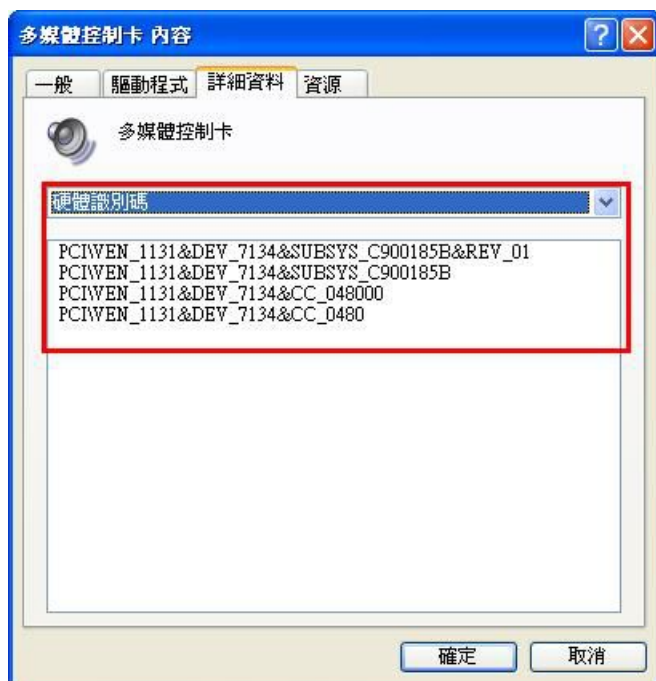 多媒體控制卡 內容
一般
驅動程式
詳細資料
資源
多媒體控制卡
硬體識別碼
PCI\VEN_1131&DEV_7134&SUBSYS_C900185B&REV_01
PCI\VEN_1131&DEV_7134&SUBSYS_C900185B
PCI\VEN_1131&DEV_7134&CC_048000
PCI\VEN_1131&DEV_7134&CC_0480
確定
取消